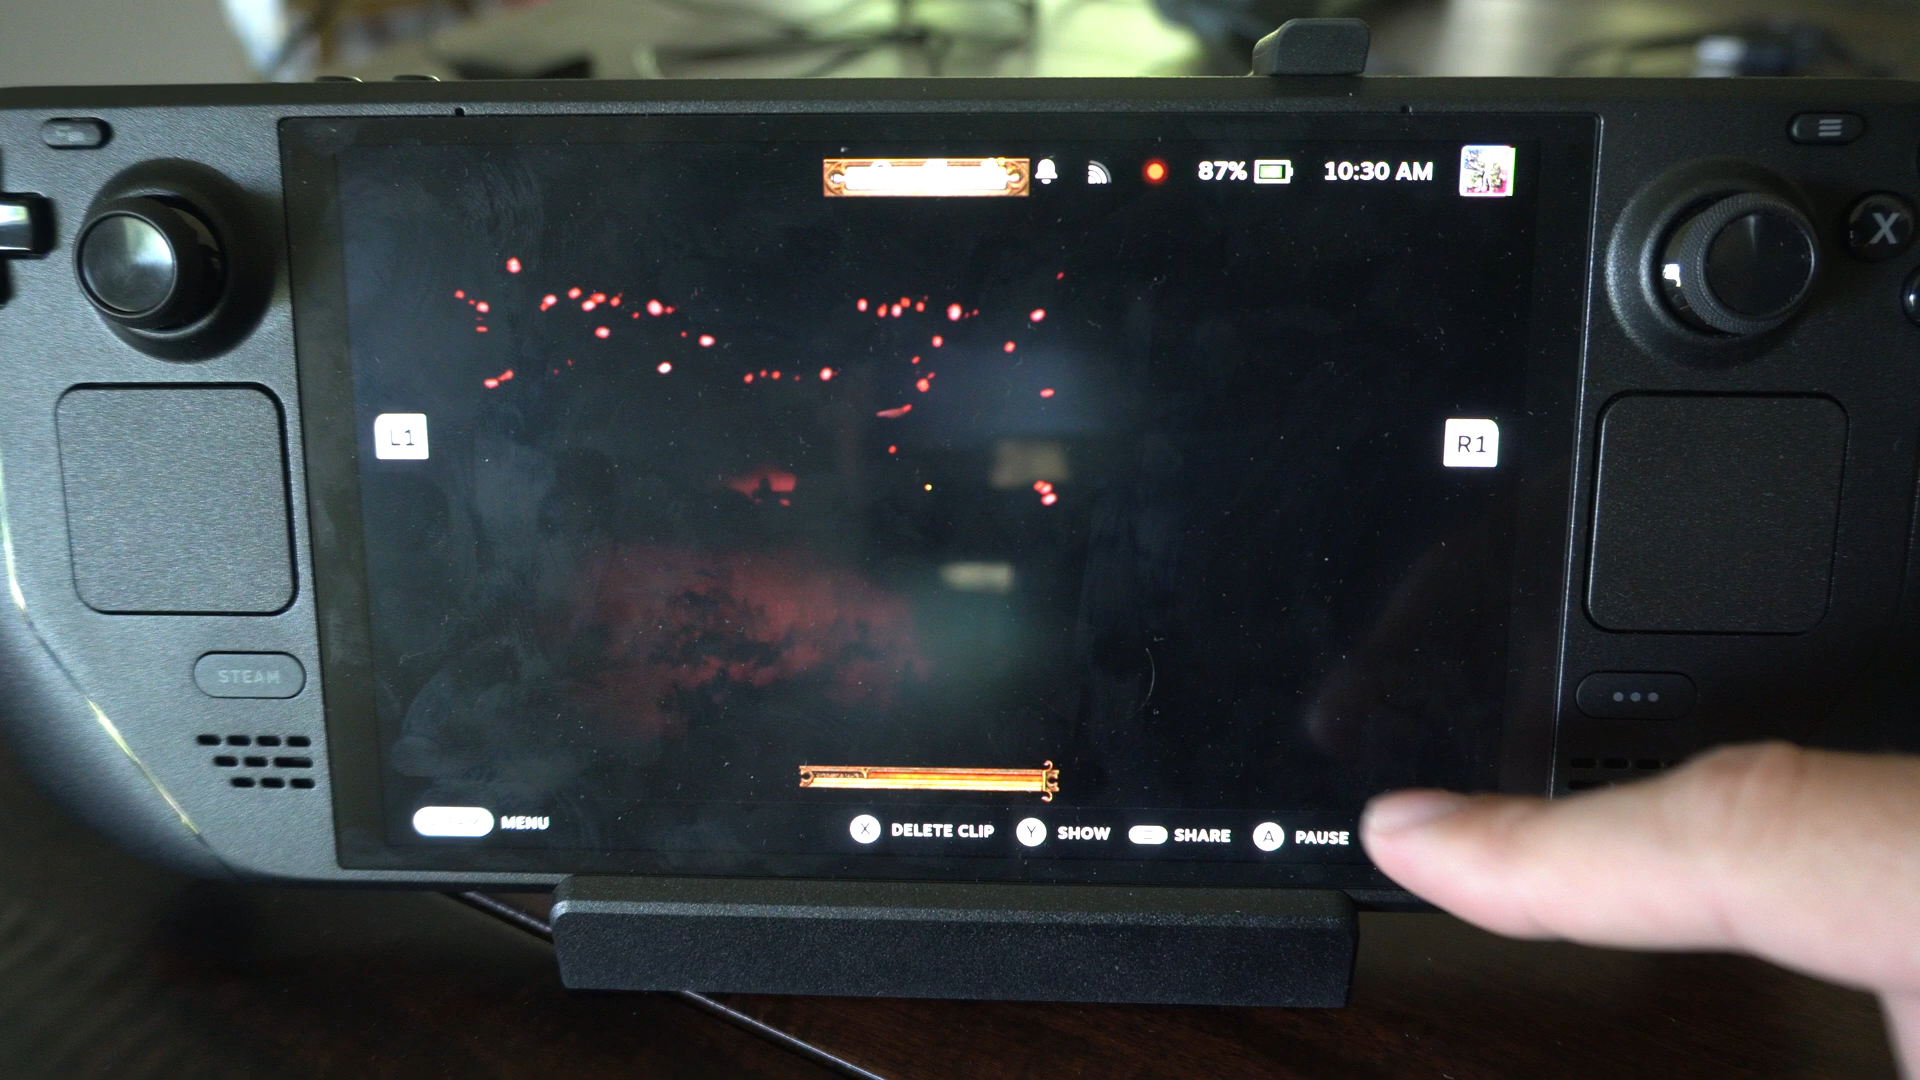 87% 10:30 AM
X
L1
R1
STEAM
MENU
X DELETE CLIP Y SHOW SHARE A PAUSE